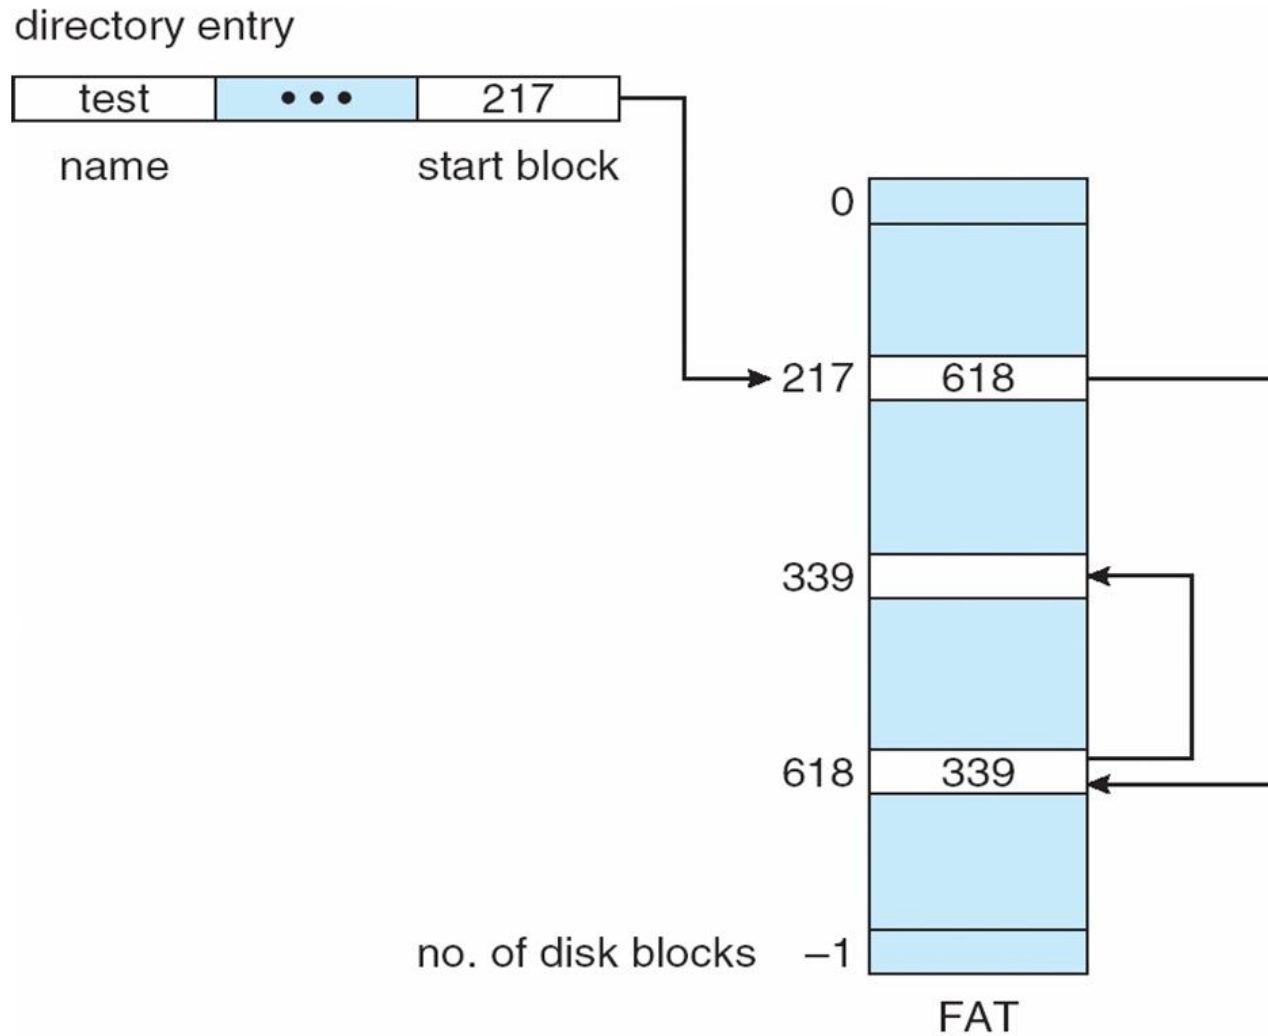 directory entry
test ••• 217
name start block
0
217 618
339
618 339
no. of disk blocks –1
FAT